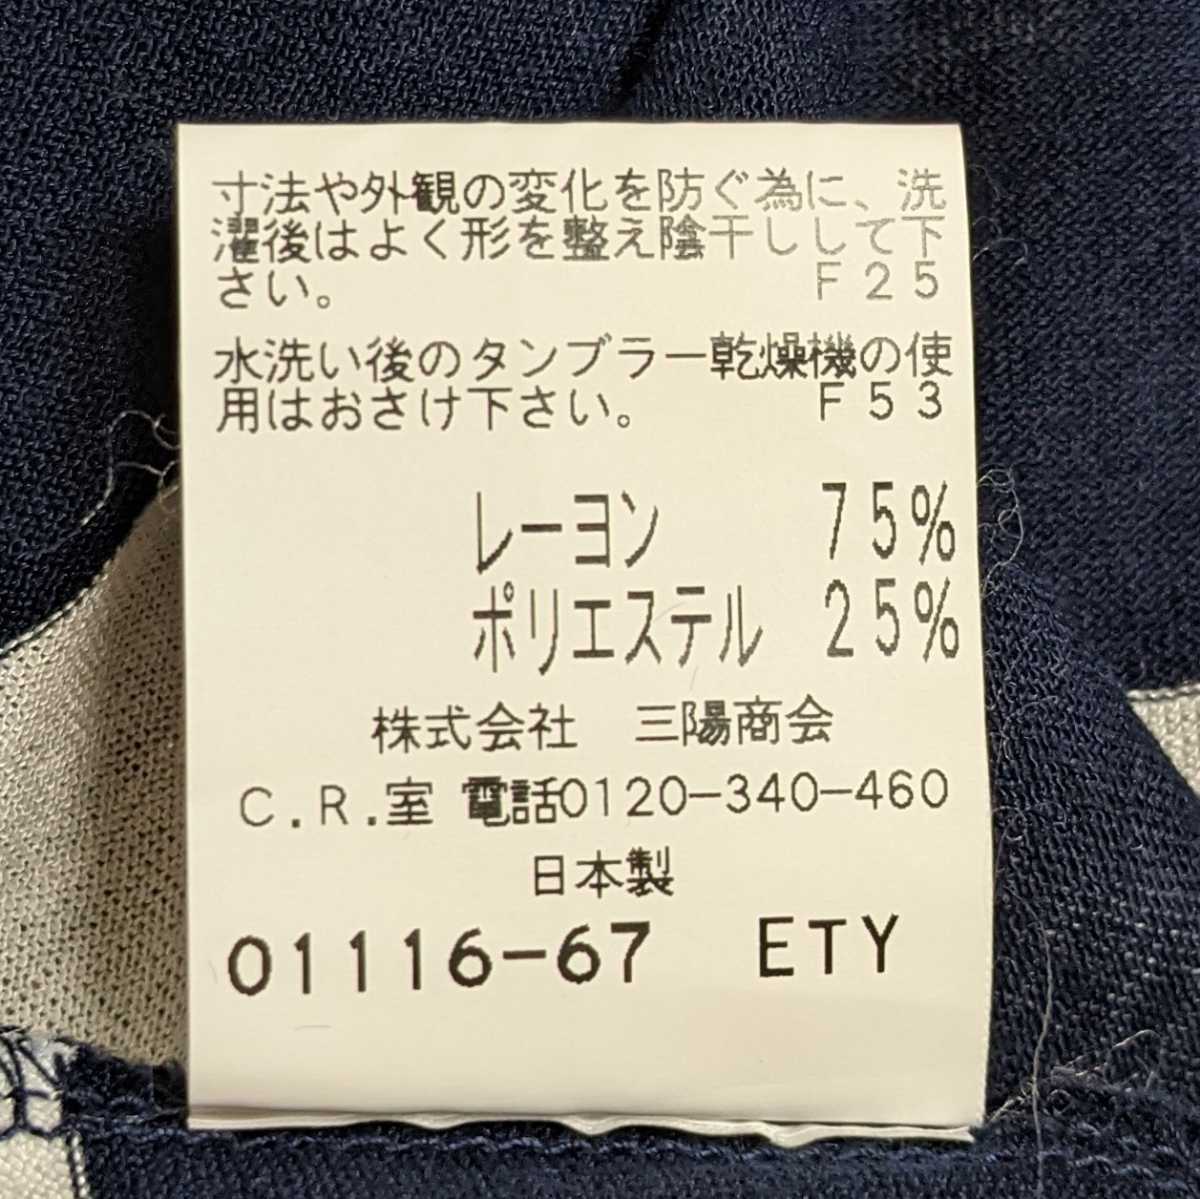 寸法や外観の変化を防ぐ為に、洗
濯後はよく形を整え陰干しして下
さい。 F25
水洗い後のタンブラー乾燥機の使
用はおさけ下さい。 F53
レーヨン 75%
ポリエステル 25%
株式会社 三陽商会
C.R.室 電話0120-340-460
日本製
01116-67 ETY